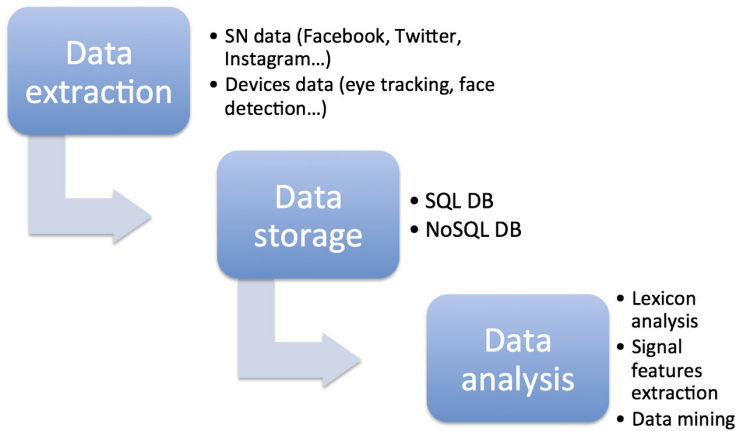 Data
extraction
• SN data (Facebook, Twitter,
Instagram...)
• Devices data (eye tracking, face
detection...)
Data
storage
• SQL DB
• NoSQL DB
Data
analysis
• Lexicon
analysis
• Signal
features
extraction
• Data mining